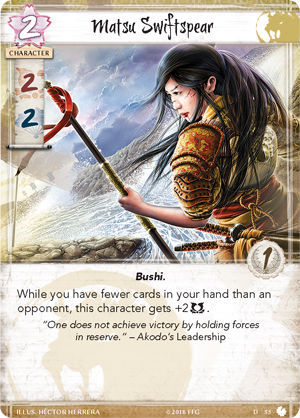 2
Matsu Swiftspear
CHARACTER
2
2
1
Bushi.
While you have fewer cards in your hand than an
opponent, this character gets +2.
"One does not achieve victory by holding forces
in reserve." – Akodo's Leadership
ILLUS. HÉCTOR HERRERA
©2018 FFG
D